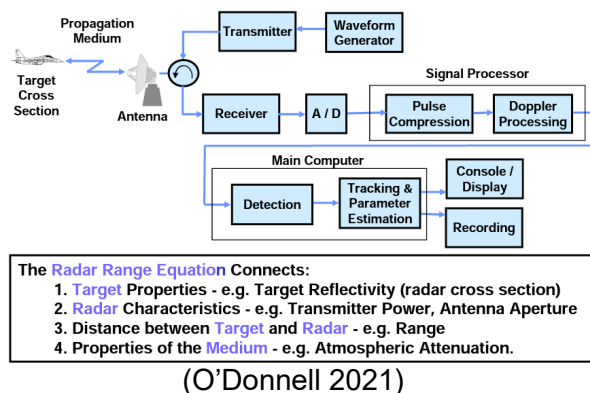 Propagation
Medium
Target
Cross
Section
Antenna
Transmitter
Waveform
Generator
Receiver
A / D
Signal Processor
Pulse
Compression
Doppler
Processing
Main Computer
Detection
Tracking &
Parameter
Estimation
Console /
Display
Recording
The Radar Range Equation Connects:
1. Target Properties - e.g. Target Reflectivity (radar cross section)
2. Radar Characteristics - e.g. Transmitter Power, Antenna Aperture
3. Distance between Target and Radar - e.g. Range
4. Properties of the Medium - e.g. Atmospheric Attenuation.
(O'Donnell 2021)